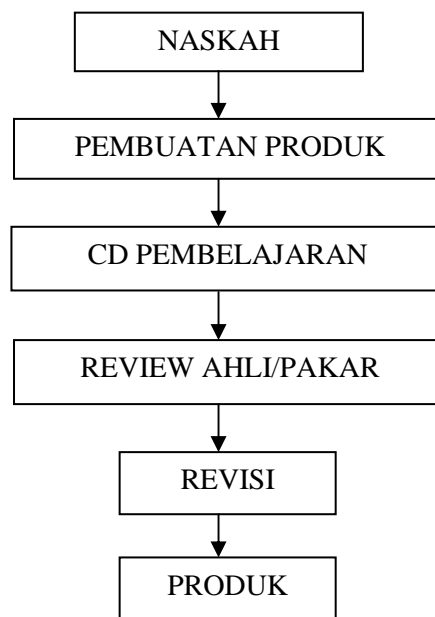 NASKAH
PEMBUATAN PRODUK
CD PEMBELAJARAN
REVIEW AHLI/PAKAR
REVISI
PRODUK